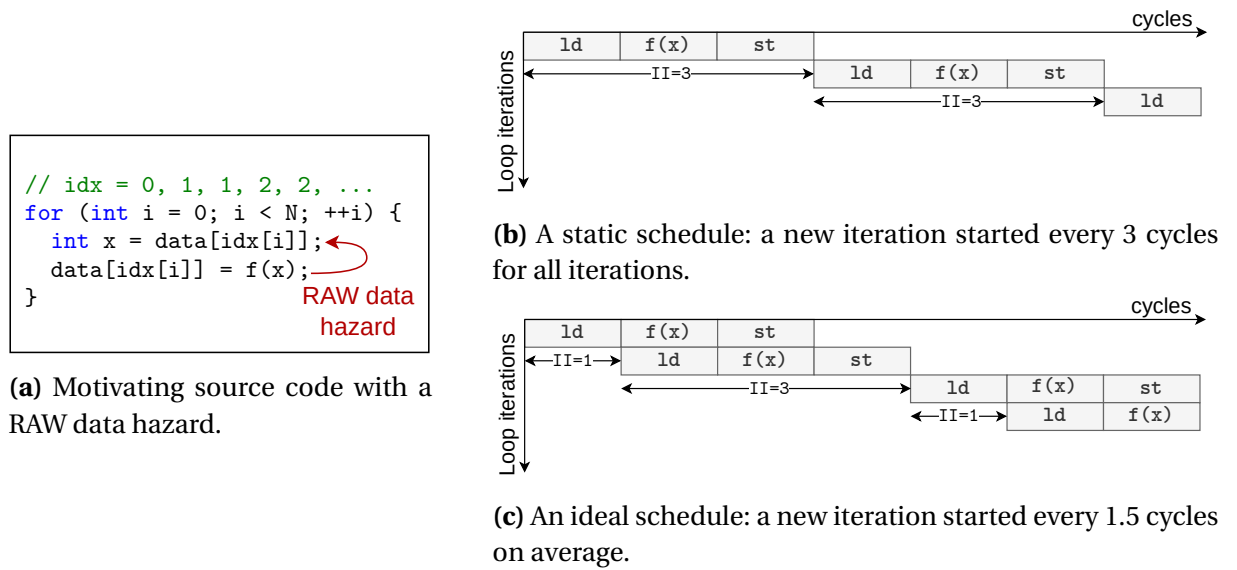 // idx = 0, 1, 1, 2, 2, ...
for (int i = 0; i < N; ++i) {
int x = data[idx[i]];
data[idx[i]] = f(x);
}
RAW data
hazard
(a) Motivating source code with a
RAW data hazard.
cycles
Loop iterations
ld f(x) st
II=3
ld f(x) st
II=3
ld
(b) A static schedule: a new iteration started every 3 cycles
for all iterations.
cycles
Loop iterations
ld f(x) st
II=1
ld f(x) st
II=3
ld f(x) st
II=1
ld f(x)
(c) An ideal schedule: a new iteration started every 1.5 cycles
on average.